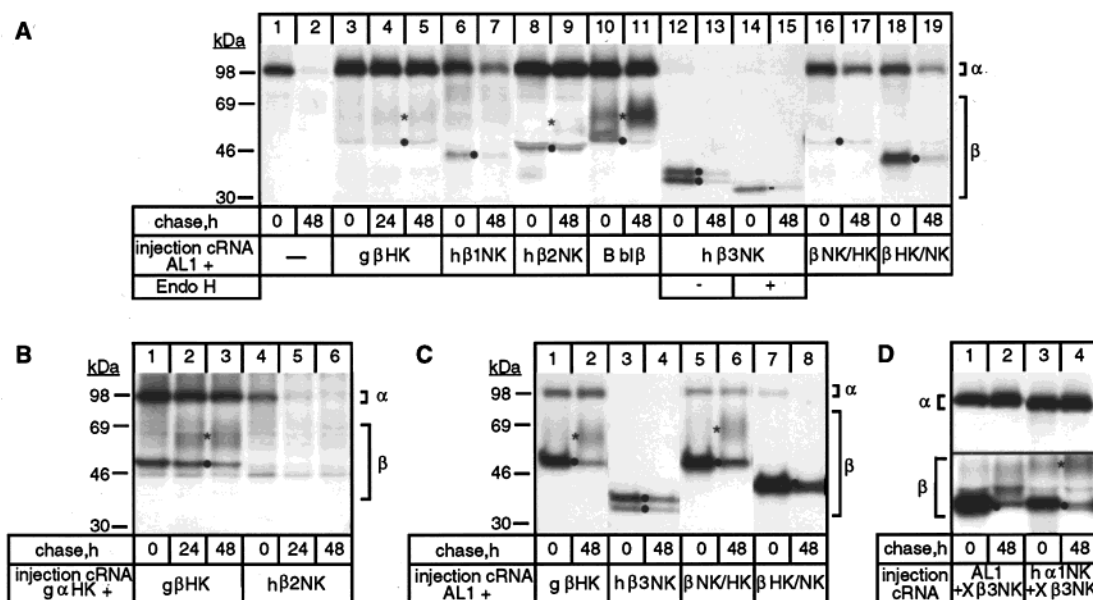 A
kDa
1 2 3 4 5 6 7 8 9 10 11 12 13 14 15 16 17 18 19
98
69
46
30
α
β
* * * *
chase,h 0 48 0 24 48 0 48 0 48 0 48 0 48 0 48 0 48 0 48
injection cRNA
AL1 + — gβHK hβ1NK hβ2NK B blβ hβ3NK βNK/HK βHK/NK
Endo H - +
B
kDa
1 2 3 4 5 6
98
69
46
30
α
β
*
chase,h 0 24 48 0 24 48
injection cRNA
gαHK + gβHK hβ2NK
C
kDa
1 2 3 4 5 6 7 8
98
69
46
30
α
β
* *
chase,h 0 48 0 48 0 48 0 48
injection cRNA
AL1 + gβHK hβ3NK βNK/HK βHK/NK
D
1 2 3 4
α
β
*
chase,h 0 48 0 48
injection AL1 hα1NK
cRNA +Xβ3NK +Xβ3NK